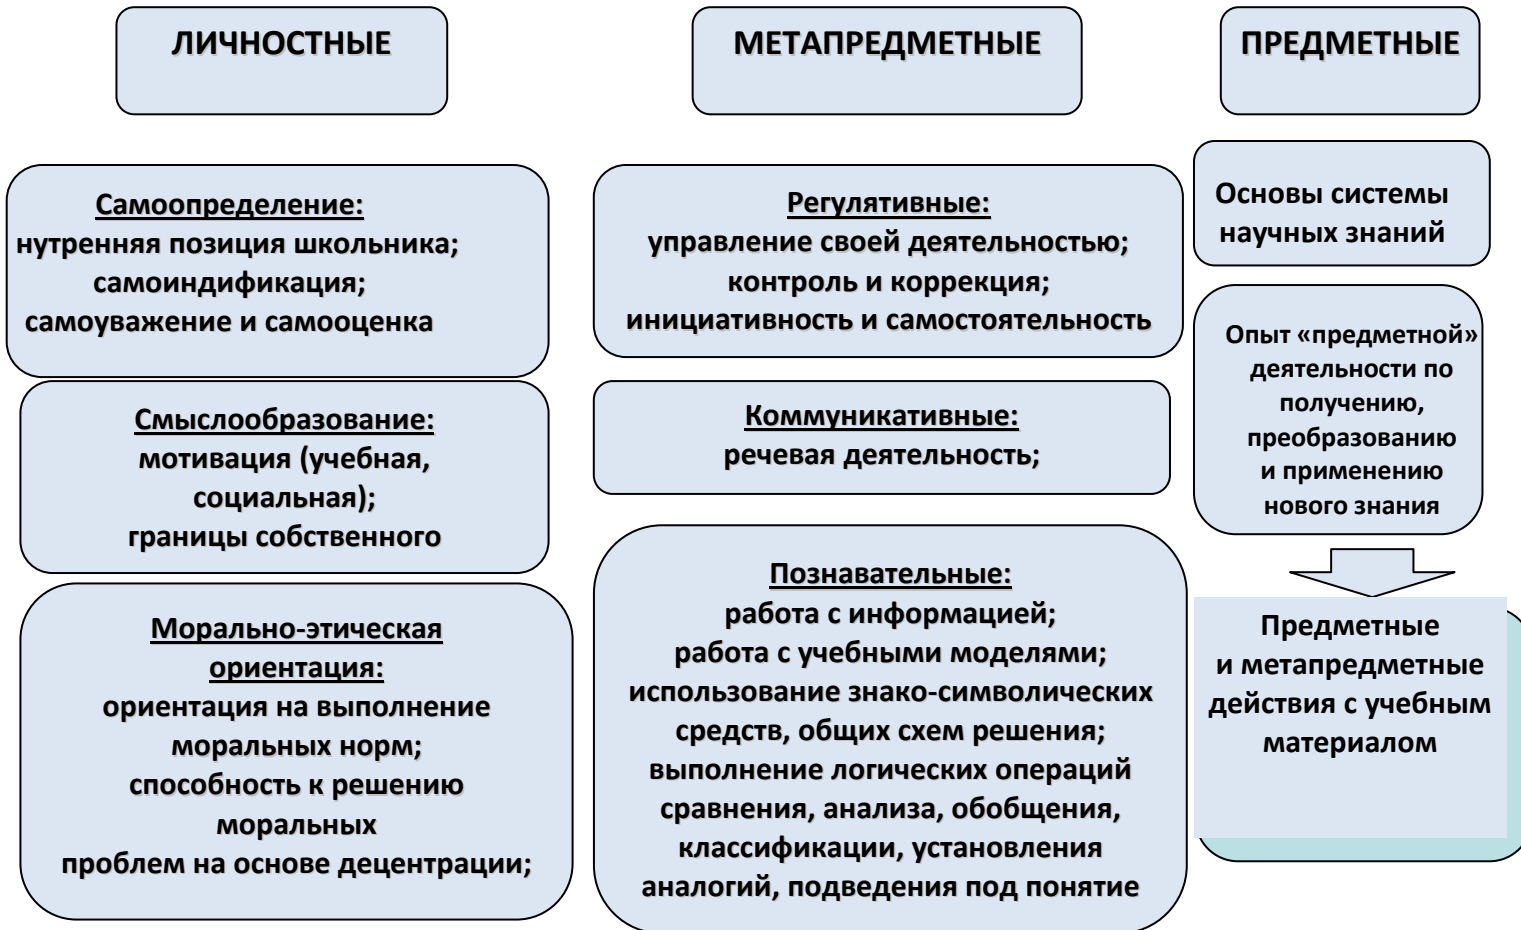 ЛИЧНОСТНЫЕ
Самоопределение:
нутренняя позиция школьника;
самоиндификация;
самоуважение и самооценка
Смыслообразование:
мотивация (учебная,
социальная);
границы собственного
Морально-этическая
ориентация:
ориентация на выполнение
моральных норм;
способность к решению
моральных
проблем на основе децентрации;
МЕТАПРЕДМЕТНЫЕ
Регулятивные:
управление своей деятельностью;
контроль и коррекция;
инициативность и самостоятельность
Коммуникативные:
речевая деятельность;
Познавательные:
работа с информацией;
работа с учебными моделями;
использование знако-символических
средств, общих схем решения;
выполнение логических операций
сравнения, анализа, обобщения,
классификации, установления
аналогий, подведения под понятие
ПРЕДМЕТНЫЕ
Основы системы
научных знаний
Опыт «предметной»
деятельности по
получению,
преобразованию
и применению
нового знания
Предметные
и метапредметные
действия с учебным
материалом